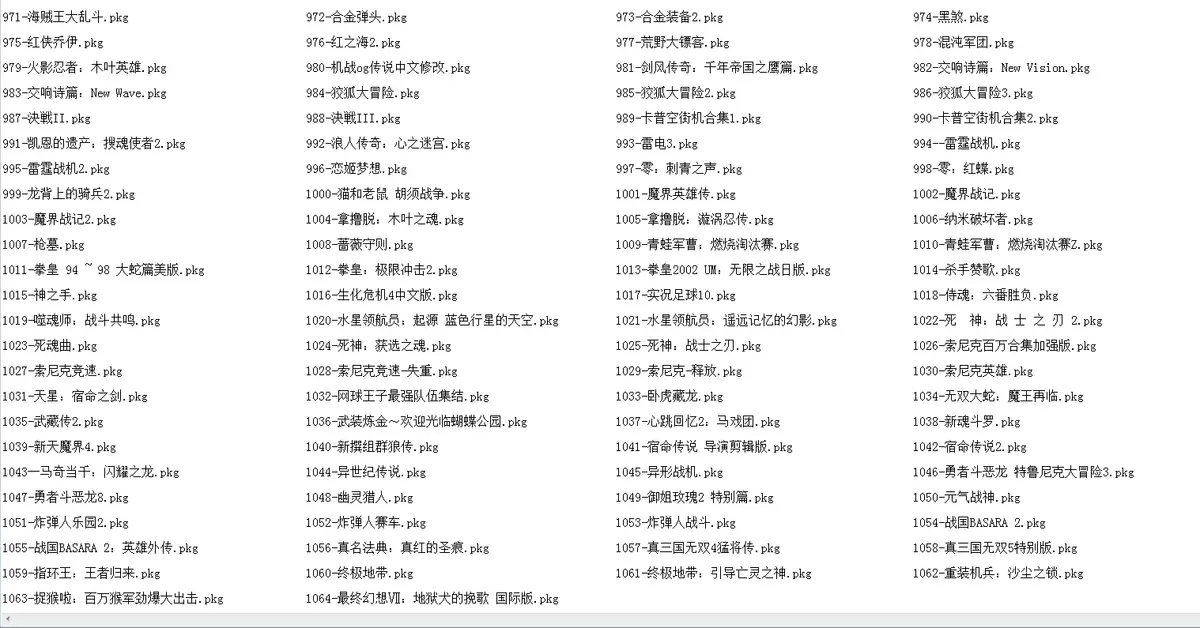 971-海贼王大乱斗.pkg 972-合金弹头.pkg 973-合金装备2.pkg 974-黑煞.pkg
975-红侠乔伊.pkg 976-红之海2.pkg 977-荒野大镖客.pkg 978-混沌军团.pkg
979-火影忍者：木叶英雄.pkg 980-机战og传说中文修改.pkg 981-剑风传奇：千年帝国之鹰篇.pkg 982-交响诗篇：New Vision.pkg
983-交响诗篇：New Wave.pkg 984-狡狐大冒险.pkg 985-狡狐大冒险2.pkg 986-狡狐大冒险3.pkg
987-決戦II.pkg 988-決戦III.pkg 989-卡普空街机合集1.pkg 990-卡普空街机合集2.pkg
991-凯恩的遗产：搜魂使者2.pkg 992-浪人传奇：心之迷宫.pkg 993-雷电3.pkg 994--雷霆战机.pkg
995-雷霆战机2.pkg 996-恋姬梦想.pkg 997-零：刺青之声.pkg 998-零：红蝶.pkg
999-龙背上的骑兵2.pkg 1000-猫和老鼠 胡须战争.pkg 1001-魔界英雄传.pkg 1002-魔界战记.pkg
1003-魔界战记2.pkg 1004-拿撸脱：木叶之魂.pkg 1005-拿撸脱：漩涡忍传.pkg 1006-纳米破坏者.pkg
1007-枪墓.pkg 1008-蔷薇守则.pkg 1009-青蛙军曹：燃烧淘汰赛.pkg 1010-青蛙军曹：燃烧淘汰赛Z.pkg
1011-拳皇 94 ~ 98 大蛇篇美版.pkg 1012-拳皇：极限冲击2.pkg 1013-拳皇2002 UM：无限之战日版.pkg 1014-杀手赞歌.pkg
1015-神之手.pkg 1016-生化危机4中文版.pkg 1017-实况足球10.pkg 1018-侍魂：六番胜负.pkg
1019-噬魂师：战斗共鸣.pkg 1020-水星领航员：起源 蓝色行星的天空.pkg 1021-水星领航员：遥远记忆的幻影.pkg 1022-死　神：战 士 之 刃 2.pkg
1023-死魂曲.pkg 1024-死神：获选之魂.pkg 1025-死神：战士之刃.pkg 1026-索尼克百万合集加强版.pkg
1027-索尼克竞速.pkg 1028-索尼克竞速-失重.pkg 1029-索尼克-释放.pkg 1030-索尼克英雄.pkg
1031-天星：宿命之剑.pkg 1032-网球王子最强队伍集结.pkg 1033-卧虎藏龙.pkg 1034-无双大蛇：魔王再临.pkg
1035-武藏传2.pkg 1036-武装炼金～欢迎光临蝴蝶公园.pkg 1037-心跳回忆2：马戏团.pkg 1038-新魂斗罗.pkg
1039-新天魔界4.pkg 1040-新撰组群狼传.pkg 1041-宿命传说 导演剪辑版.pkg 1042-宿命传说2.pkg
1043—马奇当千：闪耀之龙.pkg 1044-异世纪传说.pkg 1045-异形战机.pkg 1046-勇者斗恶龙 特鲁尼克大冒险3.pkg
1047-勇者斗恶龙8.pkg 1048-幽灵猎人.pkg 1049-御姐玫瑰2 特别篇.pkg 1050-元气战神.pkg
1051-炸弹人乐园2.pkg 1052-炸弹人赛车.pkg 1053-炸弹人战斗.pkg 1054-战国BASARA 2.pkg
1055-战国BASARA 2：英雄外传.pkg 1056-真名法典：真红的圣痕.pkg 1057-真三国无双4猛将传.pkg 1058-真三国无双5特别版.pkg
1059-指环王：王者归来.pkg 1060-终极地带.pkg 1061-终极地带：引导亡灵之神.pkg 1062-重装机兵：沙尘之锁.pkg
1063-捉猴啦：百万猴军劲爆大出击.pkg 1064-最终幻想Ⅶ：地狱犬的挽歌 国际版.pkg